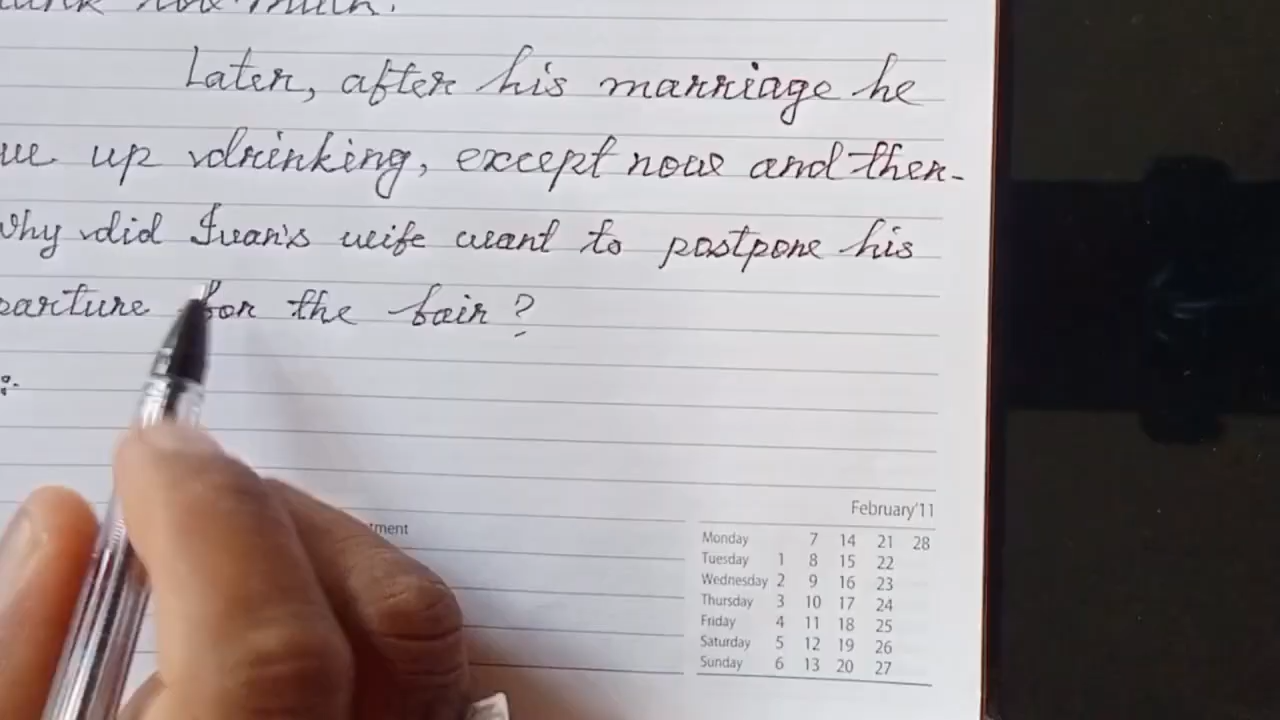 much.
Later, after his marriage he
up drinking, except now and then.
Why did Ivan's wife want to postpone his
parture for the fair?
tment
February'11
Monday 7 14 21 28
Tuesday 1 8 15 22
Wednesday 2 9 16 23
Thursday 3 10 17 24
Friday 4 11 18 25
Saturday 5 12 19 26
Sunday 6 13 20 27